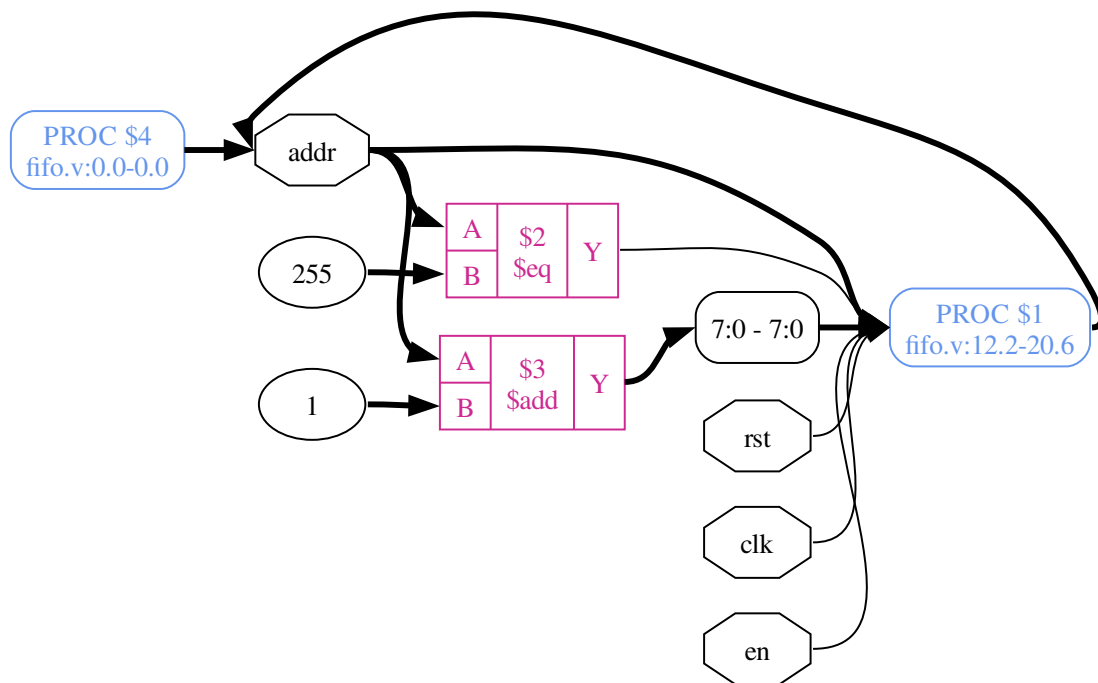 PROC $4
fifo.v:0.0-0.0
addr
255
1
A
B
$2
$eq
Y
A
B
$3
$add
Y
7:0 - 7:0
PROC $1
fifo.v:12.2-20.6
rst
clk
en